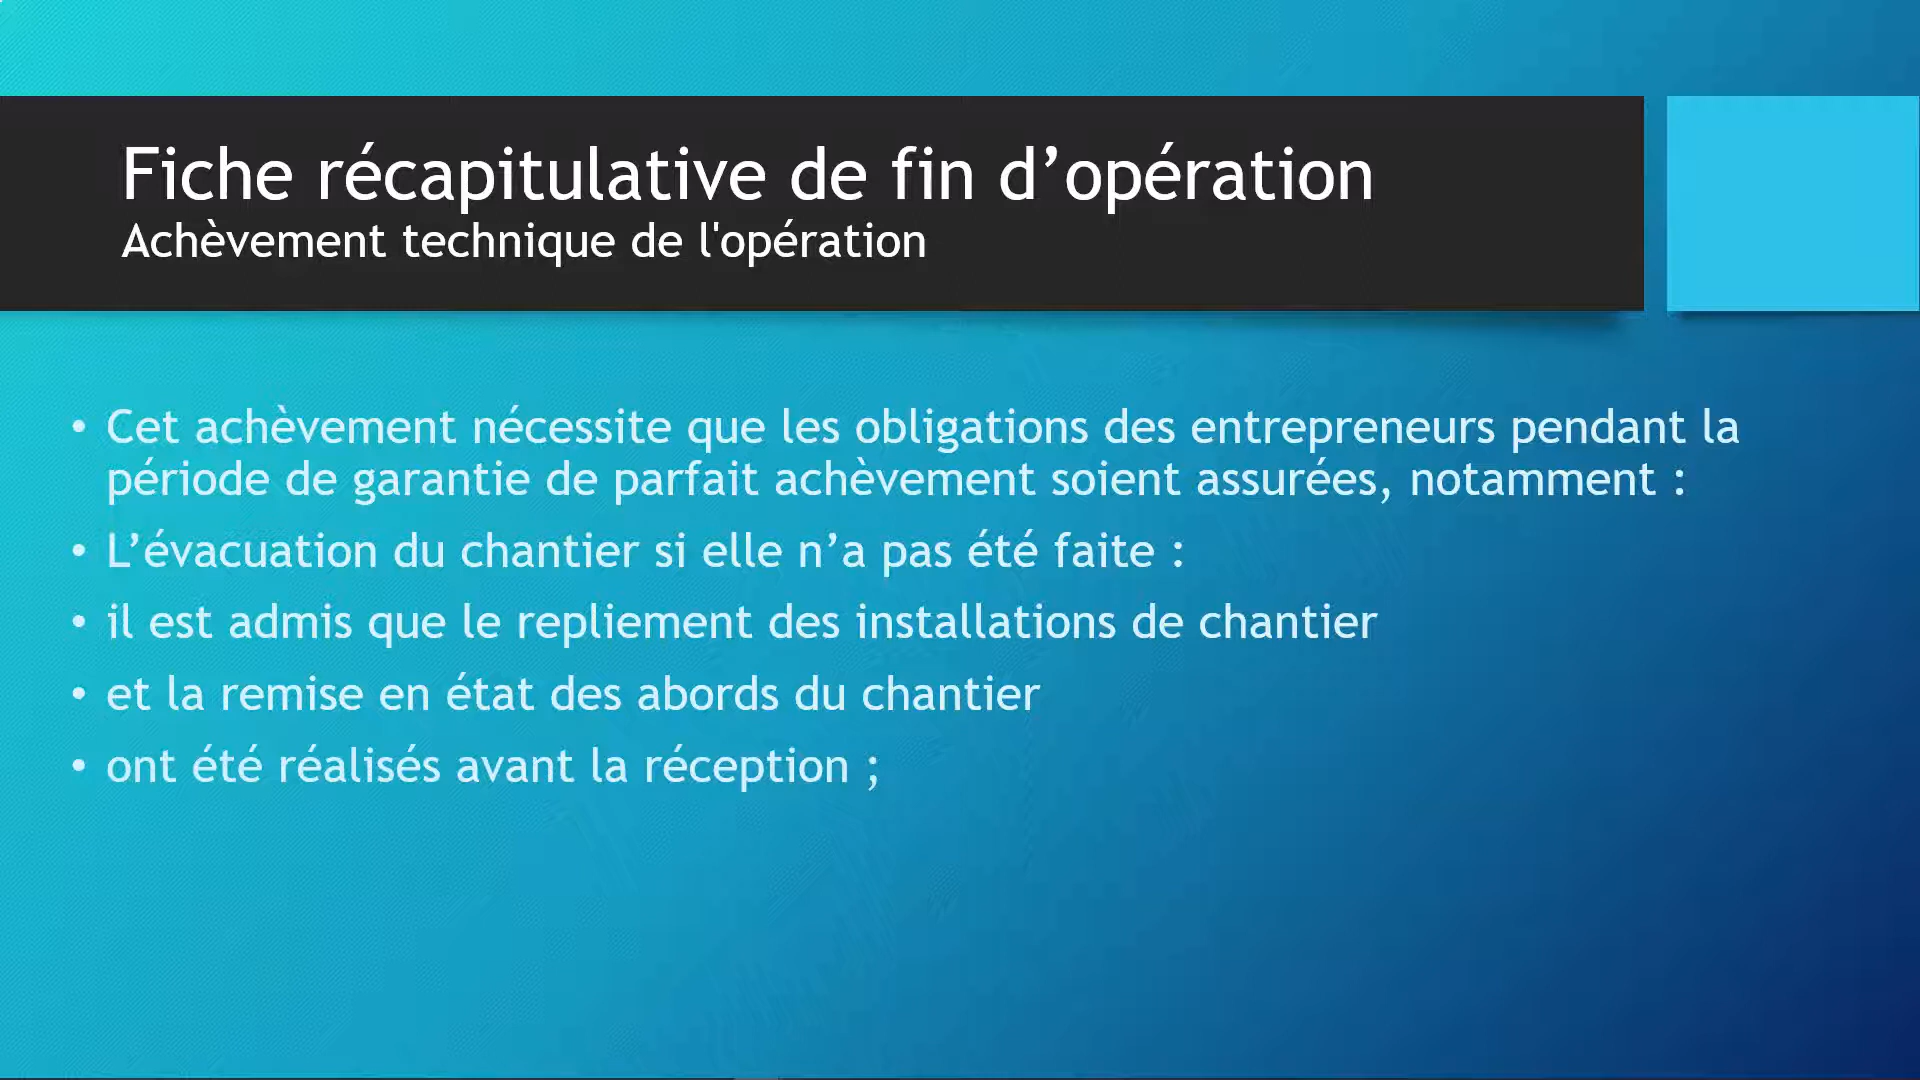 Fiche récapitulative de fin d’opération
Achèvement technique de l'opération
• Cet achèvement nécessite que les obligations des entrepreneurs pendant la
période de garantie de parfait achèvement soient assurées, notamment :
• L’évacuation du chantier si elle n’a pas été faite :
• il est admis que le repliement des installations de chantier
• et la remise en état des abords du chantier
• ont été réalisés avant la réception ;